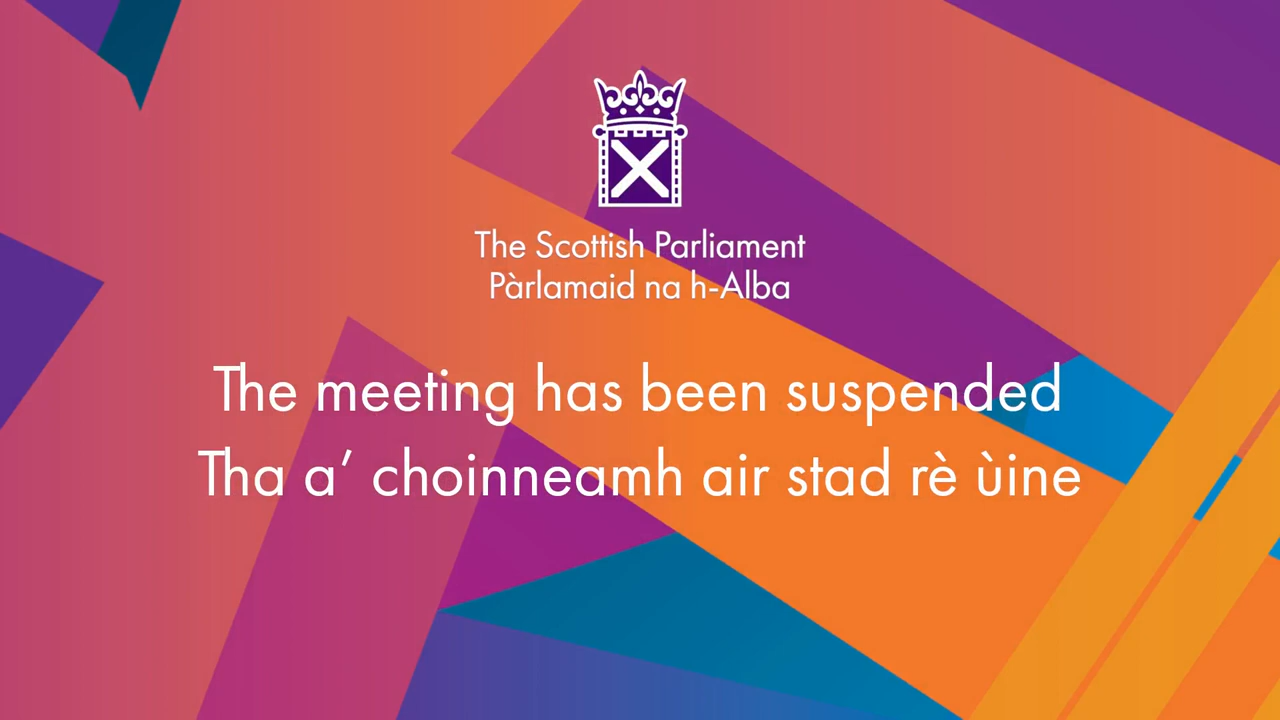 The Scottish Parliament
Pàrlamaid na h-Alba
The meeting has been suspended
Tha a’ choinneamh air stad rè ùine